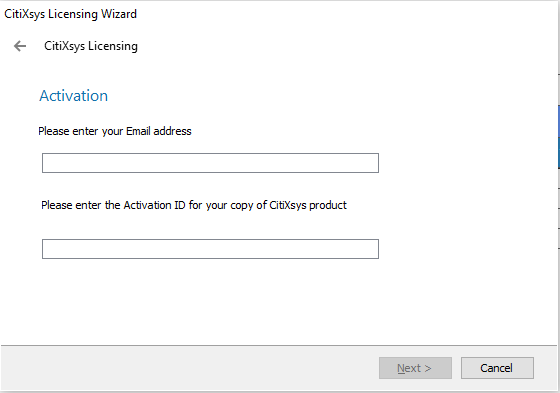 CitiXsys Licensing Wizard
CitiXsys Licensing
Activation
Please enter your Email address
Please enter the Activation ID for your copy of CitiXsys product
Next >
Cancel